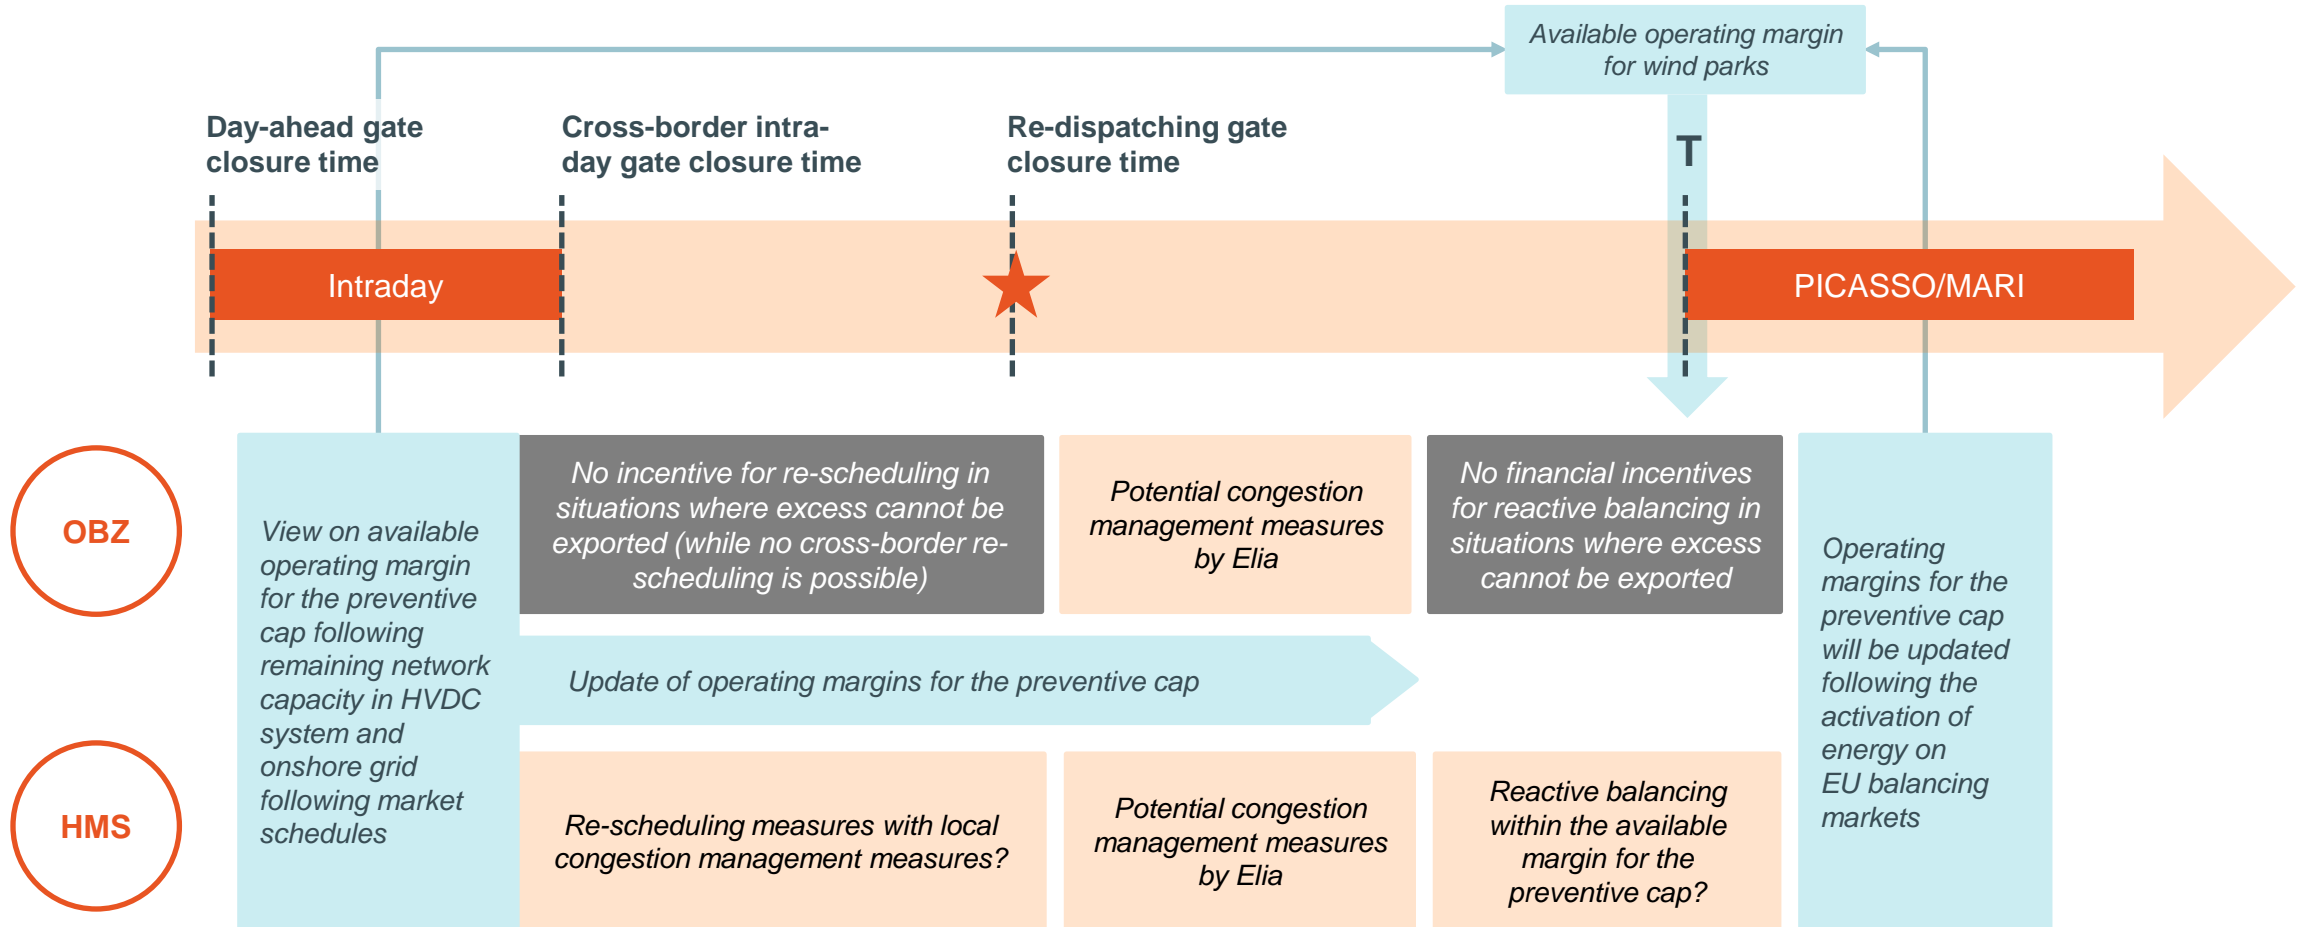 Available operating margin
for wind parks
Day-ahead gate
closure time
Cross-border intra-
day gate closure time
Re-dispatching gate
closure time
T
Intraday
PICASSO/MARI
OBZ
View on available
operating margin
for the preventive
cap following
remaining network
capacity in HVDC
system and
onshore grid
following market
schedules
No incentive for re-scheduling in
situations where excess cannot be
exported (while no cross-border re-
scheduling is possible)
Potential congestion
management measures
by Elia
No financial incentives
for reactive balancing in
situations where excess
cannot be exported
Operating
margins for the
preventive cap
will be updated
following the
activation of
energy on
EU balancing
markets
Update of operating margins for the preventive cap
HMS
Re-scheduling measures with local
congestion management measures?
Potential congestion
management measures
by Elia
Reactive balancing
within the available
margin for the
preventive cap?